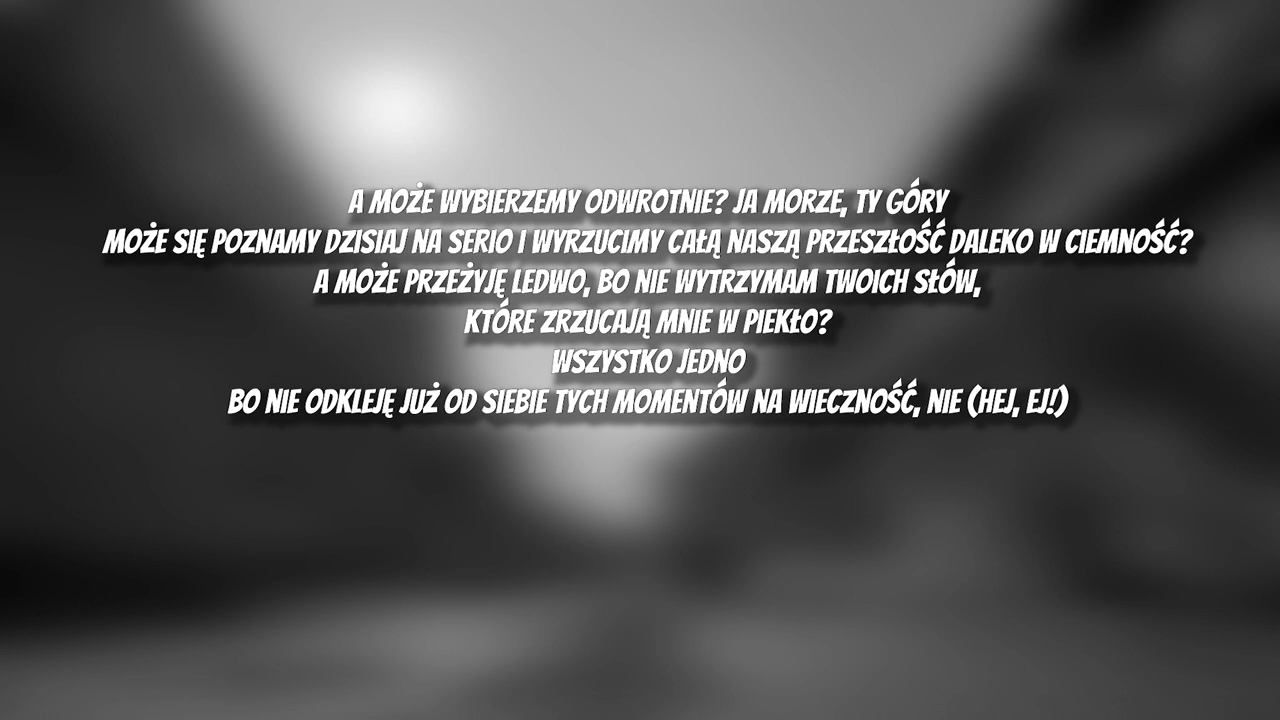 A MOŻE WYBIERZEMY ODWROTNIE? JA MORZE, TY GÓRY
MOŻE SIĘ POZNAMY DZISIAJ NA SERIO I WYRZUCIMY CAŁĄ NASZĄ PRZESZŁOŚĆ DALEKO W CIEMNOŚĆ?
A MOŻE PRZEŻYJĘ LEDWO, BO NIE WYTRZYMAM TWOICH SŁÓW,
KTÓRE ZRZUCAJĄ MNIE W PIEKŁO?
WSZYSTKO JEDNO
BO NIE ODKLEJĘ JUŻ OD SIEBIE TYCH MOMENTÓW NA WIECZNOŚĆ, NIE (HEJ, EJ!)